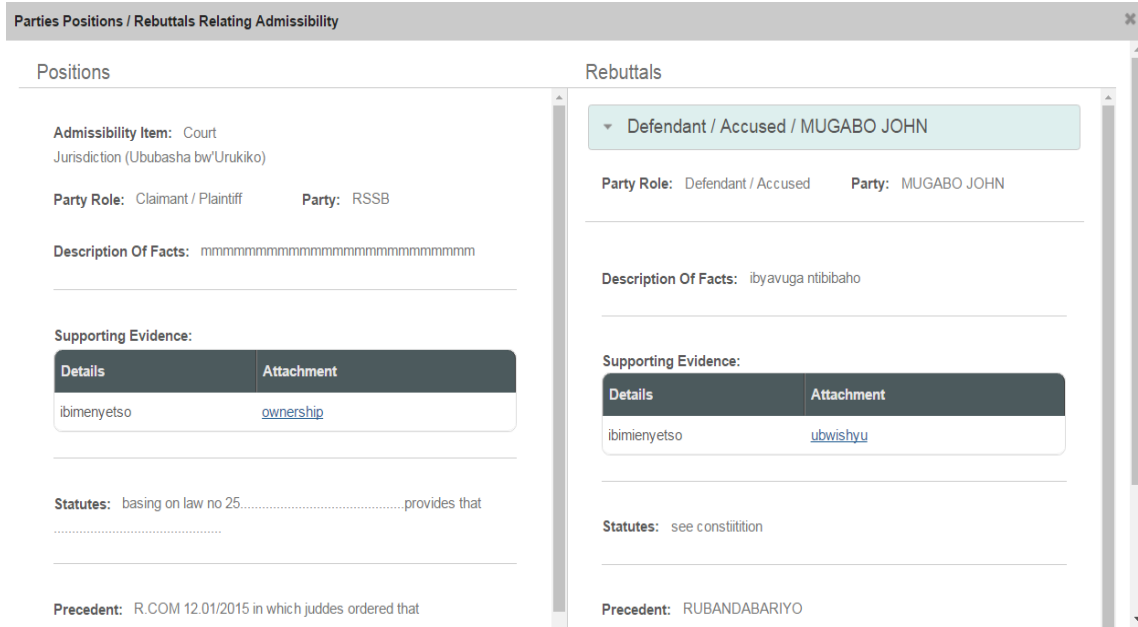 Parties Positions / Rebuttals Relating Admissibility
Positions
Admissibility Item: Court
Jurisdiction (Ububasha bw'Urukiko)
Party Role: Claimant / Plaintiff Party: RSSB
Description Of Facts: mmmmmmmmmmmmmmmmmmmmmmmmm
Supporting Evidence:
Details Attachment
ibimenyetso ownership
Statutes: basing on law no 25.............................................provides that
..............................................
Precedent: R.COM 12.01/2015 in which juddes ordered that
Rebuttals
Defendant / Accused / MUGABO JOHN
Party Role: Defendant / Accused Party: MUGABO JOHN
Description Of Facts: ibyavuga ntibibaho
Supporting Evidence:
Details Attachment
ibimienyetso ubwishyu
Statutes: see constiitition
Precedent: RUBANDABARIYO